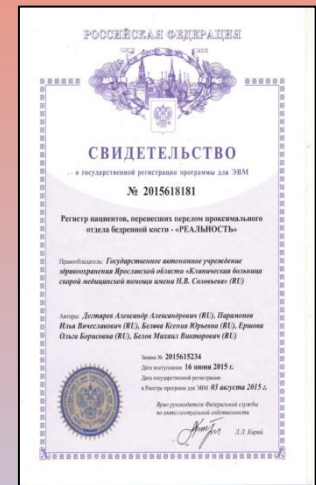 РОССИЙСКАЯ ФЕДЕРАЦИЯ
СВИДЕТЕЛЬСТВО
о государственной регистрации программы для ЭВМ
№ 2015618181
Регистр пациентов, перенесших перелом проксимального
отдела бедренной кости - «РЕАЛЬНОСТЬ»
Правообладатель: Государственное автономное учреждение
здравоохранения Ярославской области «Клиническая больница
скорой медицинской помощи имени Н.В. Соловьева» (RU)
Авторы: Дегтярев Александр Александрович (RU), Парамонов
Илья Вячеславович (RU), Белова Ксения Юрьевна (RU), Ершова
Ольга Борисовна (RU), Белов Михаил Викторович (RU)
Заявка № 2015615234
Дата поступления 16 июня 2015 г.
Дата государственной регистрации
в Реестре программ для ЭВМ 03 августа 2015 г.
Врио руководителя Федеральной службы
по интеллектуальной собственности
Л.Л. Кирий